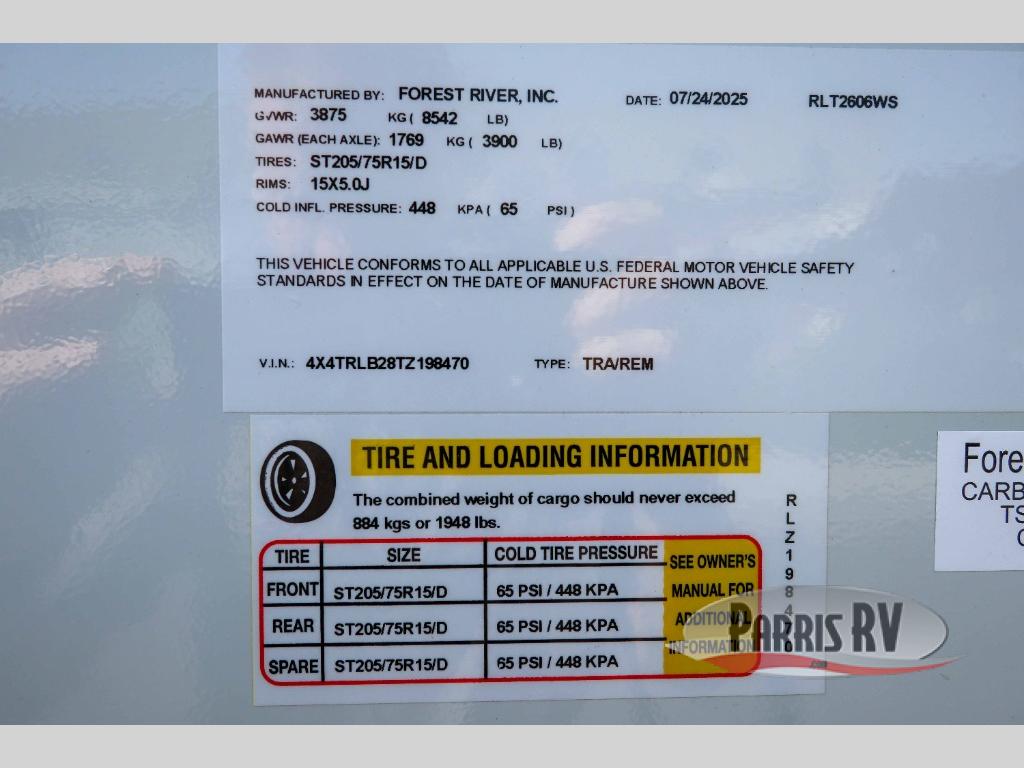 MANUFACTURED BY: FOREST RIVER, INC. DATE: 07/24/2025 RLT2606WS
GVWR: 3875 KG ( 8542 LB)
GAWR (EACH AXLE): 1769 KG ( 3900 LB)
TIRES: ST205/75R15/D
RIMS: 15X5.0J
COLD INFL. PRESSURE: 448 KPA ( 65 PSI )
THIS VEHICLE CONFORMS TO ALL APPLICABLE U.S. FEDERAL MOTOR VEHICLE SAFETY
STANDARDS IN EFFECT ON THE DATE OF MANUFACTURE SHOWN ABOVE.
V.I.N.: 4X4TRLB28TZ198470 TYPE: TRA/REM
TIRE AND LOADING INFORMATION
The combined weight of cargo should never exceed
884 kgs or 1948 lbs.
TIRE SIZE COLD TIRE PRESSURE
FRONT ST205/75R15/D 65 PSI / 448 KPA
REAR ST205/75R15/D 65 PSI / 448 KPA
SPARE ST205/75R15/D 65 PSI / 448 KPA
SEE OWNER'S
MANUAL FOR
ADDITIONAL
INFORMATION
RLZ198470
Fore
CARB
TS
PARRIS RV
.com